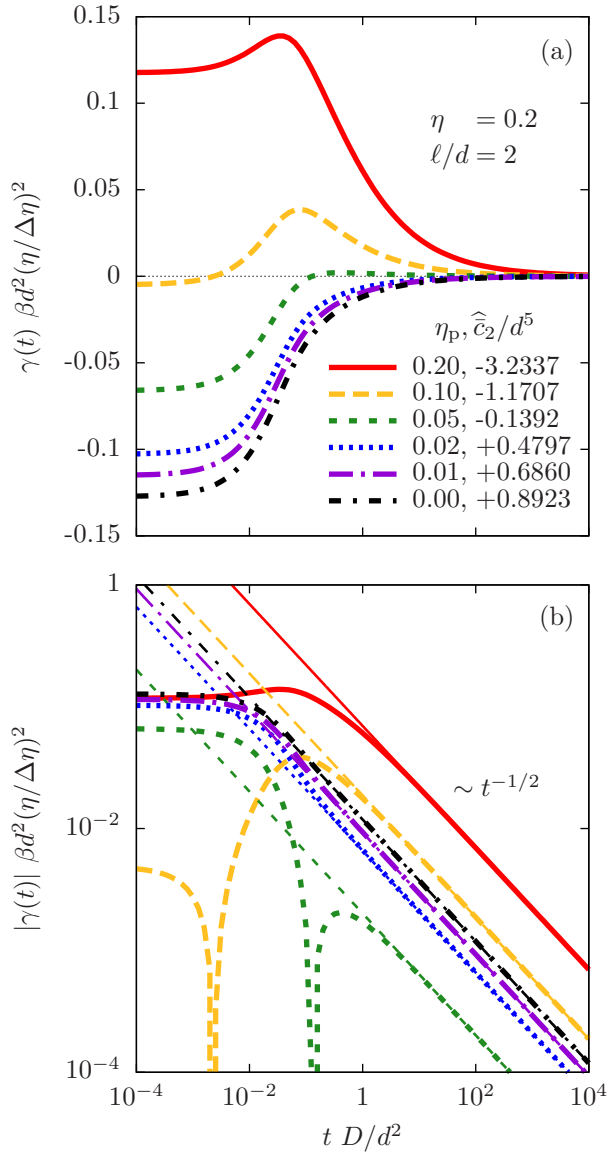 0.15
(a)
0.1
η = 0.2
ℓ/d = 2
0.05
0
-0.05
-0.1
-0.15
γ(t) βd²(η/Δη)²
ηₚ, ĉ̄₂/d⁵
0.20, -3.2337
0.10, -1.1707
0.05, -0.1392
0.02, +0.4797
0.01, +0.6860
0.00, +0.8923
1
(b)
∼ t⁻¹ᐟ²
10⁻²
10⁻⁴
|γ(t)| βd²(η/Δη)²
10⁻⁴ 10⁻² 1 10² 10⁴
t D/d²